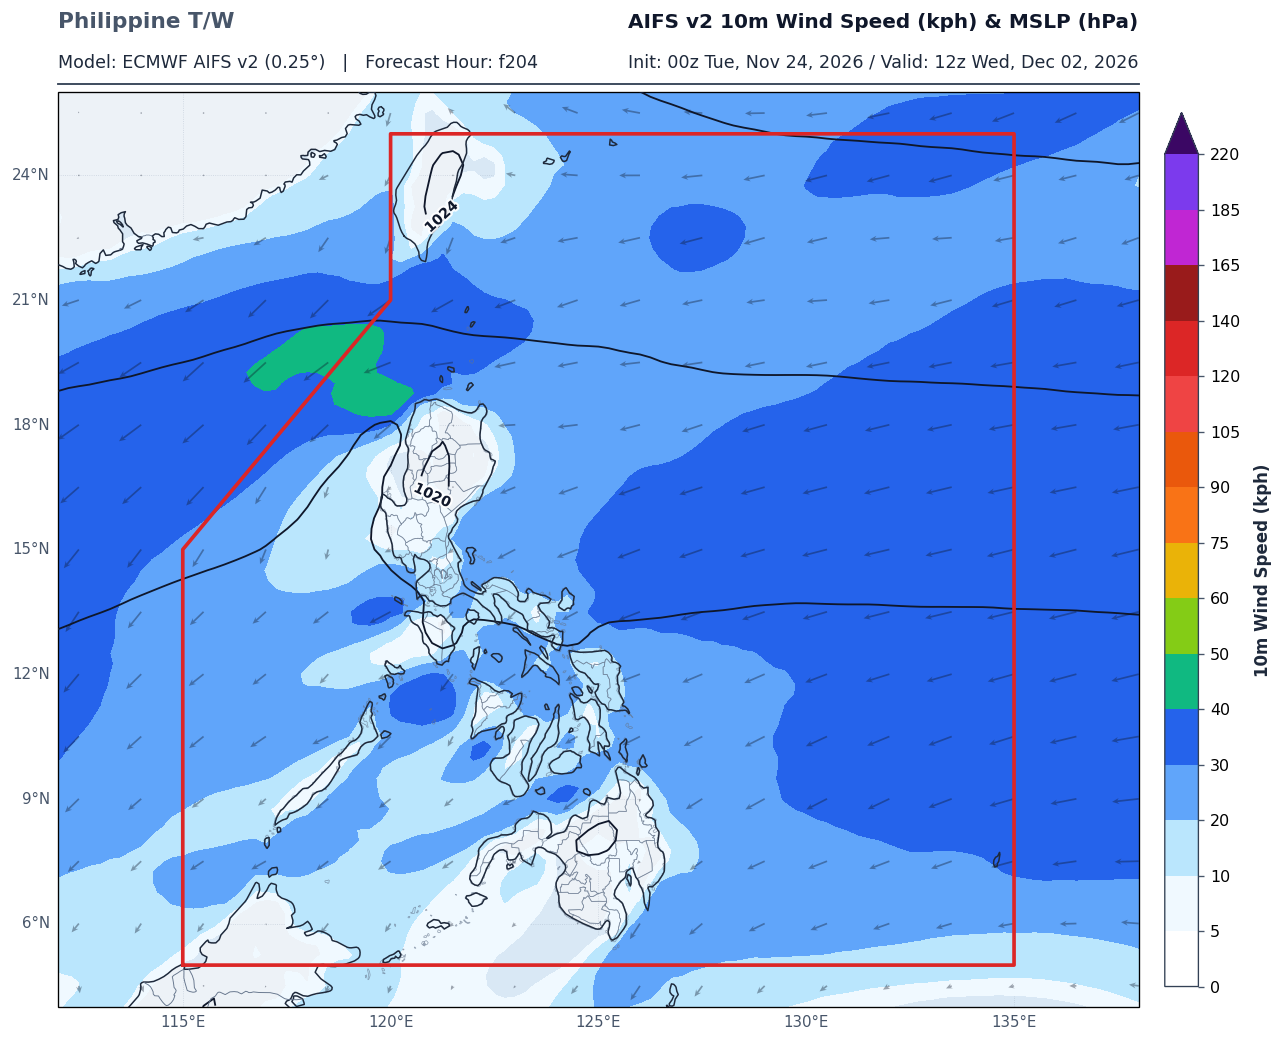 Philippine T/W
AIFS v2 10m Wind Speed (kph) & MSLP (hPa)
Model: ECMWF AIFS v2 (0.25°) | Forecast Hour: f204
Init: 00z Tue, Nov 24, 2026 / Valid: 12z Wed, Dec 02, 2026
24°N
21°N
18°N
15°N
12°N
9°N
6°N
1024
1020
115°E
120°E
125°E
130°E
135°E
220
185
165
140
120
105
90
75
60
50
40
30
20
10
5
0
10m Wind Speed (kph)